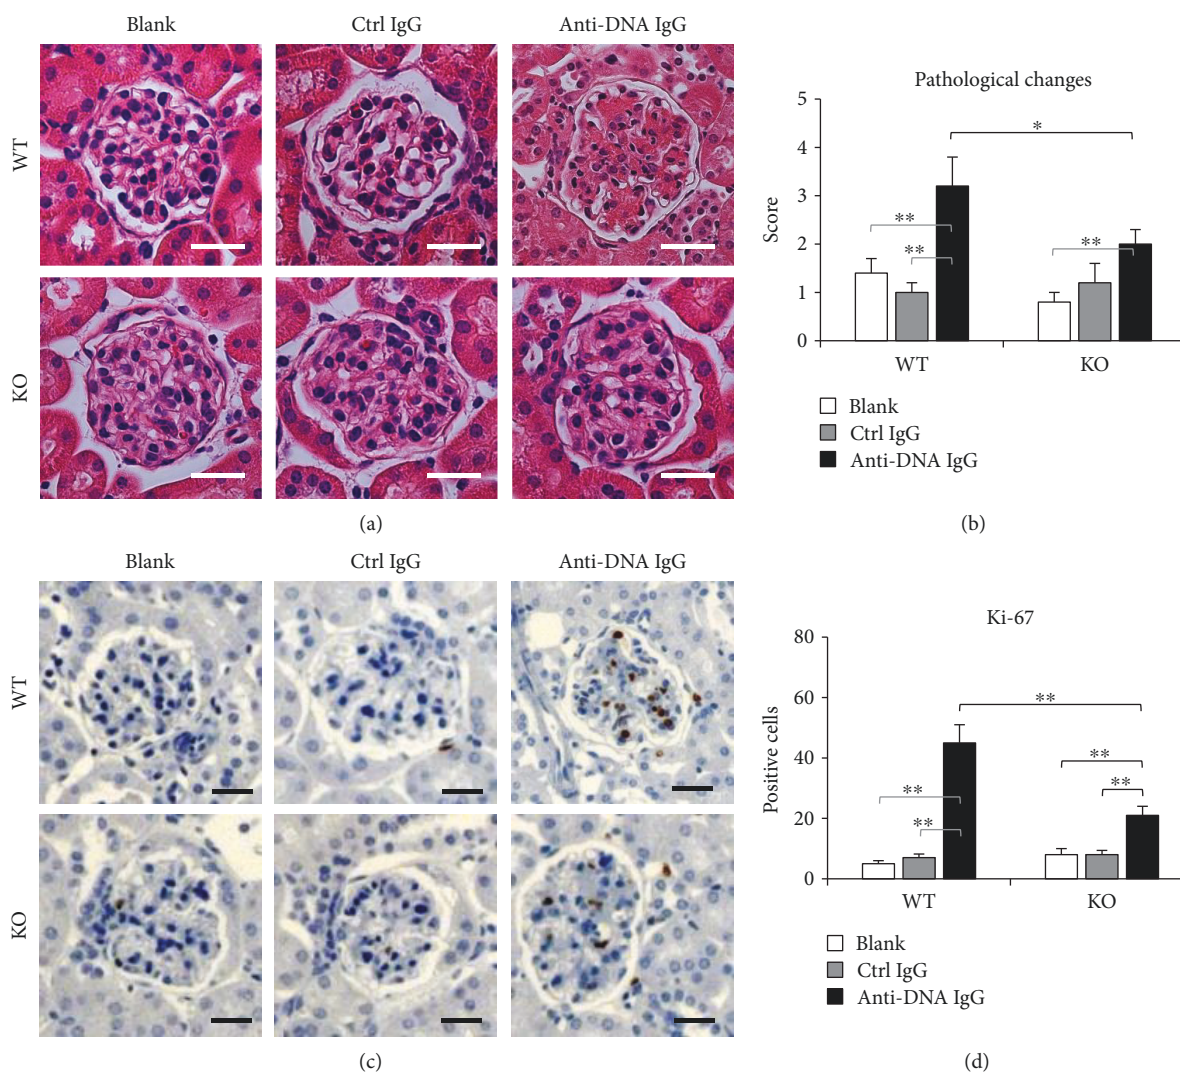 Blank Ctrl IgG Anti-DNA IgG
WT
KO
(a)
Pathological changes
5
4
3
2
1
0
Score
*
**
**
**
WT KO
Blank
Ctrl IgG
Anti-DNA IgG
(b)
Blank Ctrl IgG Anti-DNA IgG
WT
KO
(c)
Ki-67
80
60
40
20
0
Positive cells
**
**
**
**
**
WT KO
Blank
Ctrl IgG
Anti-DNA IgG
(d)